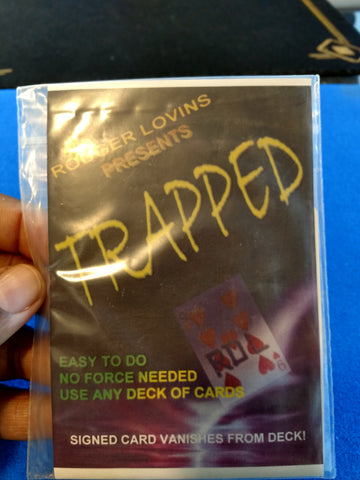 RODGER LOVINS
PRESENTS
TRAPPED
EASY TO DO
NO FORCE NEEDED
USE ANY DECK OF CARDS
SIGNED CARD VANISHES FROM DECK!